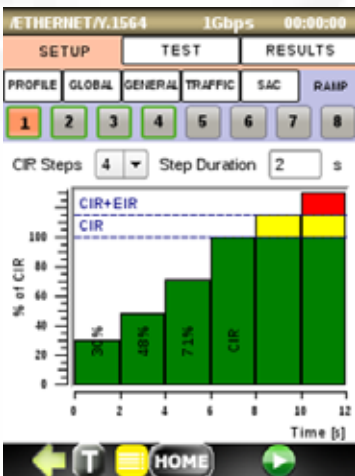 /ETHERNET/Y.1564 1Gbps 00:00:00
SETUP TEST RESULTS
PROFILE GLOBAL GENERAL TRAFFIC SAC RAMP
1 2 3 4 5 6 7 8
CIR Steps 4 Step Duration 2 s
CIR+EIR
CIR
% of CIR
100
80
60
40
20
0
30%
48%
71%
CIR
0 2 4 6 8 10 12
Time [s]
T HOME